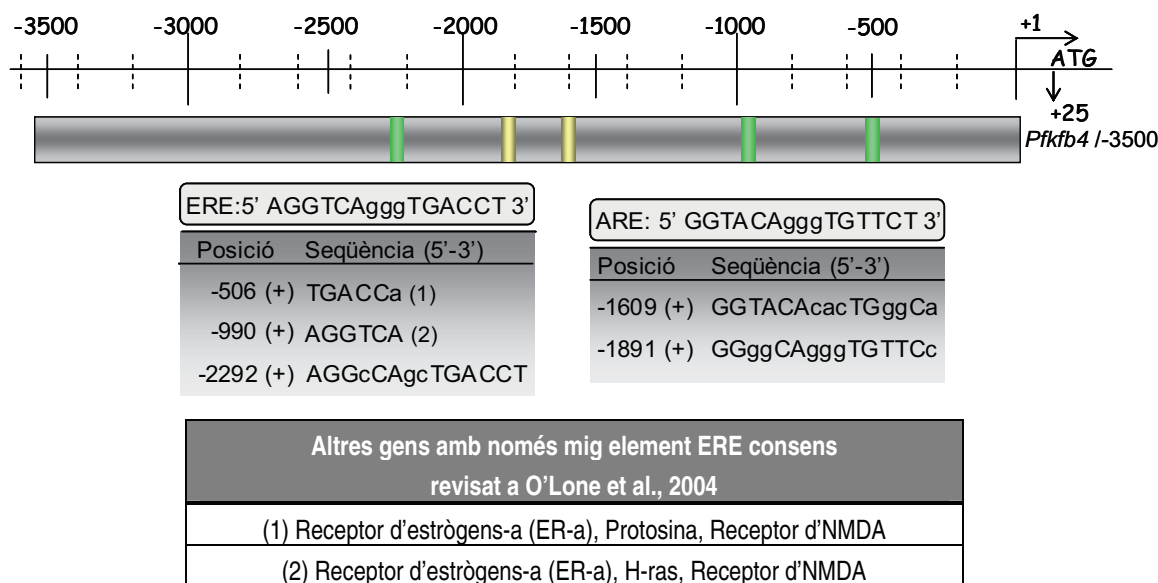 -3500 -3000 -2500 -2000 -1500 -1000 -500 +1
ATG
+25
Pfkfb4 /-3500
ERE:5' AGGTCAgggTGACCT 3'
Posició Seqüència (5'-3')
-506 (+) TGACCa (1)
-990 (+) AGGTCA (2)
-2292 (+) AGGcCAgcTGACCT
ARE: 5' GGTACAgggTGTTCT 3'
Posició Seqüència (5'-3')
-1609 (+) GGTACAcacTGggCa
-1891 (+) GGggCAgggTGTTCc
Altres gens amb només mig element ERE consens
revisat a O'Lone et al., 2004
(1) Receptor d'estrògens-a (ER-a), Protosina, Receptor d'NMDA
(2) Receptor d'estrògens-a (ER-a), H-ras, Receptor d'NMDA